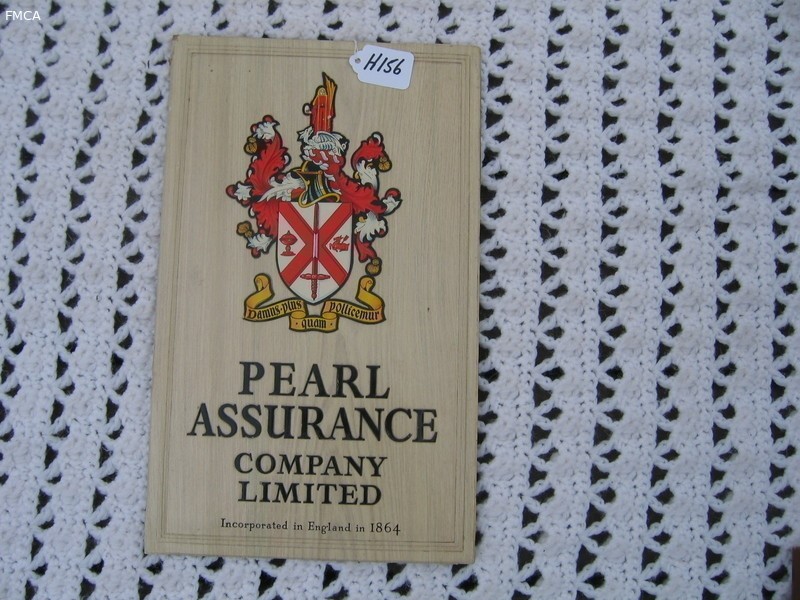 FMCA
H156
Damus plus
quam
pollicemur
PEARL
ASSURANCE
COMPANY
LIMITED
Incorporated in England in 1864